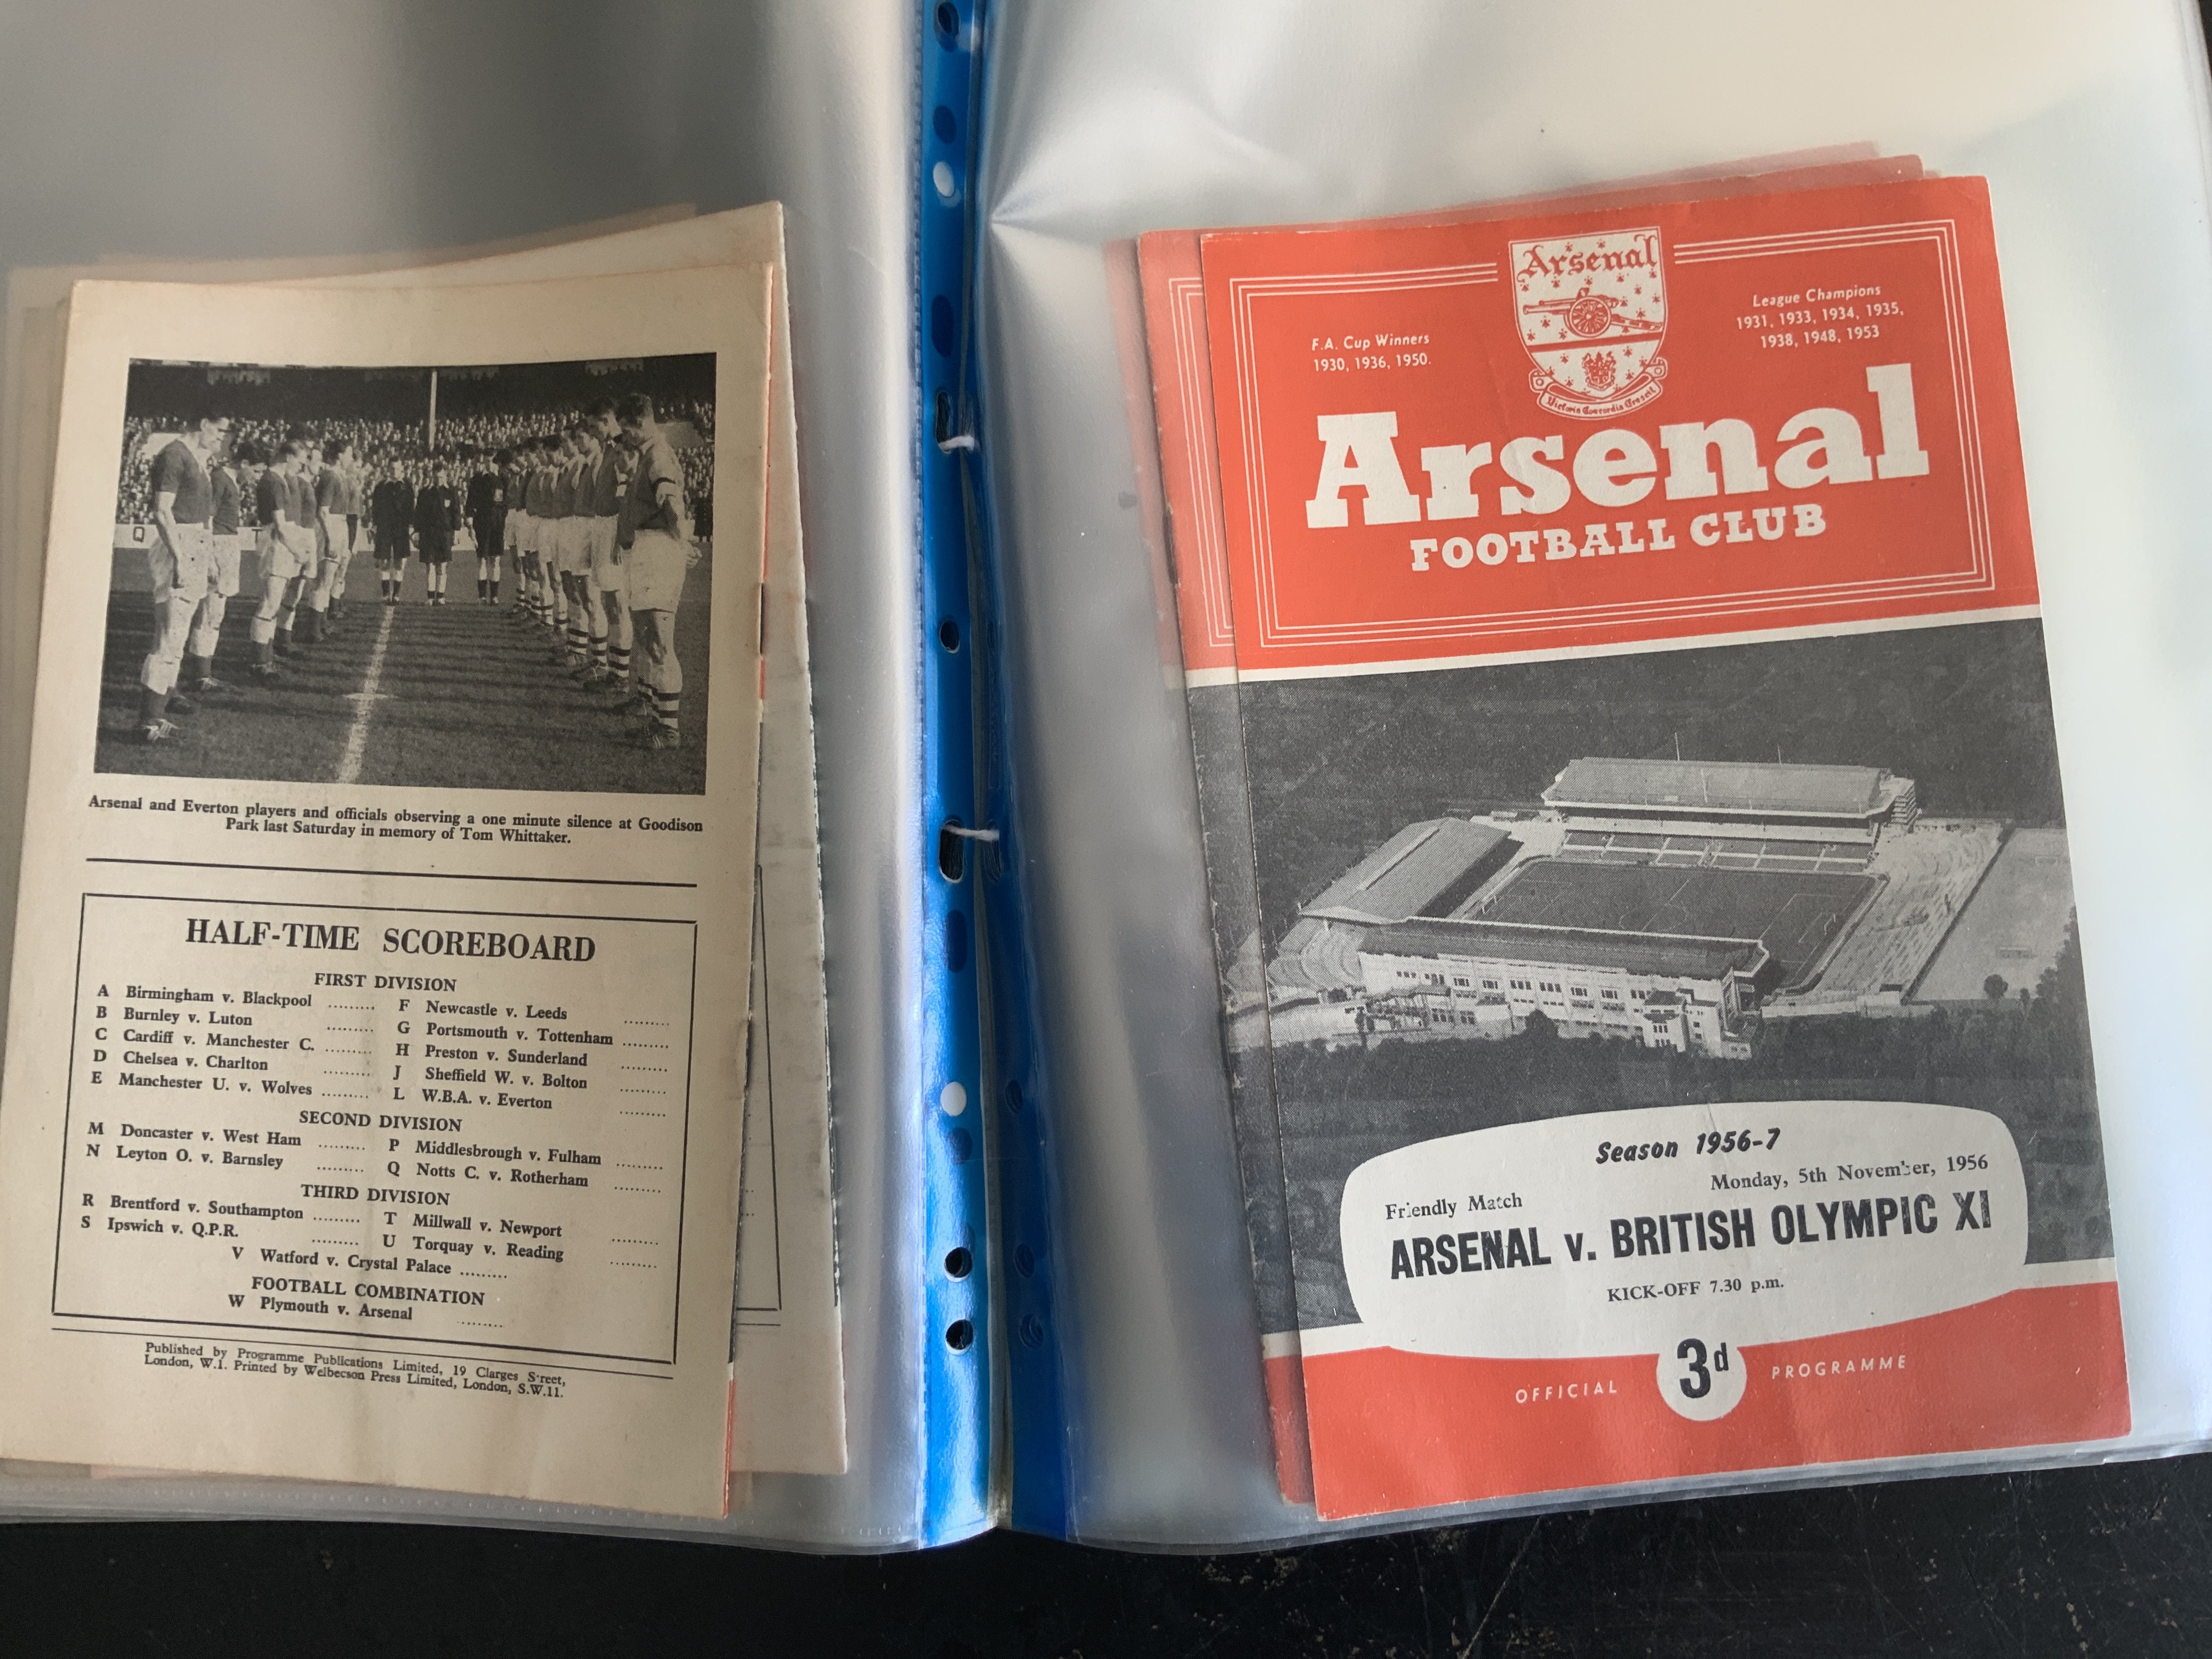 Arsenal and Everton players and officials observing a one minute silence at Goodison
Park last Saturday in memory of Tom Whittaker.
HALF-TIME SCOREBOARD
FIRST DIVISION
A Birmingham v. Blackpool ......... F Newcastle v. Leeds .........
B Burnley v. Luton ......... G Portsmouth v. Tottenham .........
C Cardiff v. Manchester C. ......... H Preston v. Sunderland .........
D Chelsea v. Charlton ......... J Sheffield W. v. Bolton .........
E Manchester U. v. Wolves ......... L W.B.A. v. Everton .........
SECOND DIVISION
M Doncaster v. West Ham ......... P Middlesbrough v. Fulham .........
N Leyton O. v. Barnsley ......... Q Notts C. v. Rotherham .........
THIRD DIVISION
R Brentford v. Southampton ......... T Millwall v. Newport .........
S Ipswich v. Q.P.R. ......... U Torquay v. Reading .........
V Watford v. Crystal Palace .........
FOOTBALL COMBINATION
W Plymouth v. Arsenal .........
Published by Programme Publications Limited, 19 Clarges Street,
London, W.1. Printed by Welbecson Press Limited, London, S.W.11.
Arsenal
Victoria Concordia Crescit
F.A. Cup Winners
1930, 1936, 1950.
League Champions
1931, 1933, 1934, 1935,
1938, 1948, 1953
Arsenal
FOOTBALL CLUB
Season 1956-7
Monday, 5th November, 1956
Friendly Match
ARSENAL v. BRITISH OLYMPIC XI
KICK-OFF 7.30 p.m.
OFFICIAL 3d PROGRAMME